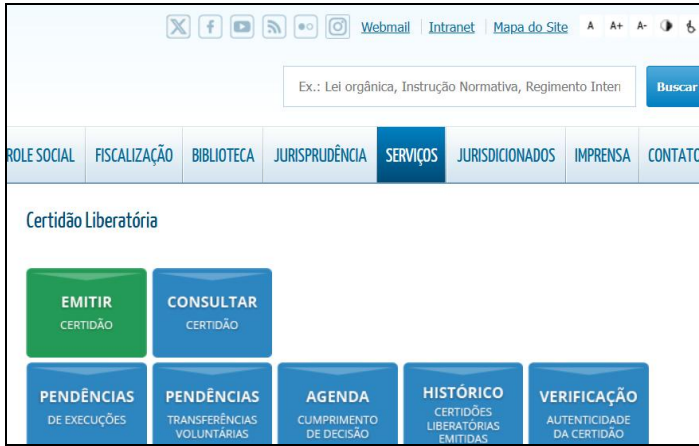 Webmail Intranet Mapa do Site A A+ A-
Ex.: Lei orgânica, Instrução Normativa, Regimento Inten
Buscar
ROLE SOCIAL FISCALIZAÇÃO BIBLIOTECA JURISPRUDÊNCIA SERVIÇOS JURISDICIONADOS IMPRENSA CONTATO
Certidão Liberatória
EMITIR
CERTIDÃO
CONSULTAR
CERTIDÃO
PENDÊNCIAS
DE EXECUÇÕES
PENDÊNCIAS
TRANSFERÊNCIAS
VOLUNTÁRIAS
AGENDA
CUMPRIMENTO
DE DECISÃO
HISTÓRICO
CERTIDÕES
LIBERATÓRIAS
EMITIDAS
VERIFICAÇÃO
AUTENTICIDADE
DA CERTIDÃO